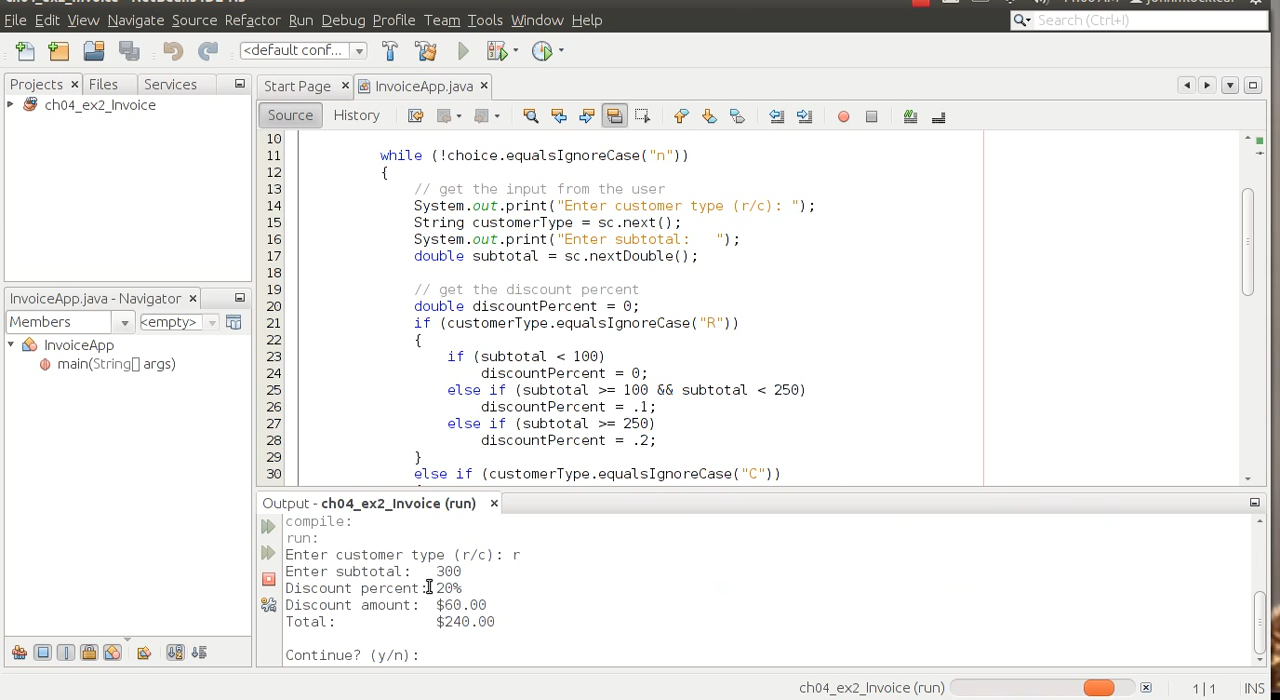 File Edit View Navigate Source Refactor Run Debug Profile Team Tools Window Help
Search (Ctrl+I)
<default conf...
Projects Files Services
Start Page InvoiceApp.java
ch04_ex2_Invoice
Source History
10
11 while (!choice.equalsIgnoreCase("n"))
12 {
13 // get the input from the user
14 System.out.print("Enter customer type (r/c): ");
15 String customerType = sc.next();
16 System.out.print("Enter subtotal:   ");
17 double subtotal = sc.nextDouble();
18
19 // get the discount percent
20 double discountPercent = 0;
21 if (customerType.equalsIgnoreCase("R"))
22 {
23 if (subtotal < 100)
24 discountPercent = 0;
25 else if (subtotal >= 100 && subtotal < 250)
26 discountPercent = .1;
27 else if (subtotal >= 250)
28 discountPercent = .2;
29 }
30 else if (customerType.equalsIgnoreCase("C"))
InvoiceApp.java - Navigator
Members <empty>
InvoiceApp
main(String[] args)
Output - ch04_ex2_Invoice (run)
compile:
run:
Enter customer type (r/c): r
Enter subtotal:   300
Discount percent: 20%
Discount amount:  $60.00
Total:            $240.00
Continue? (y/n):
ch04_ex2_Invoice (run) 1|1 INS